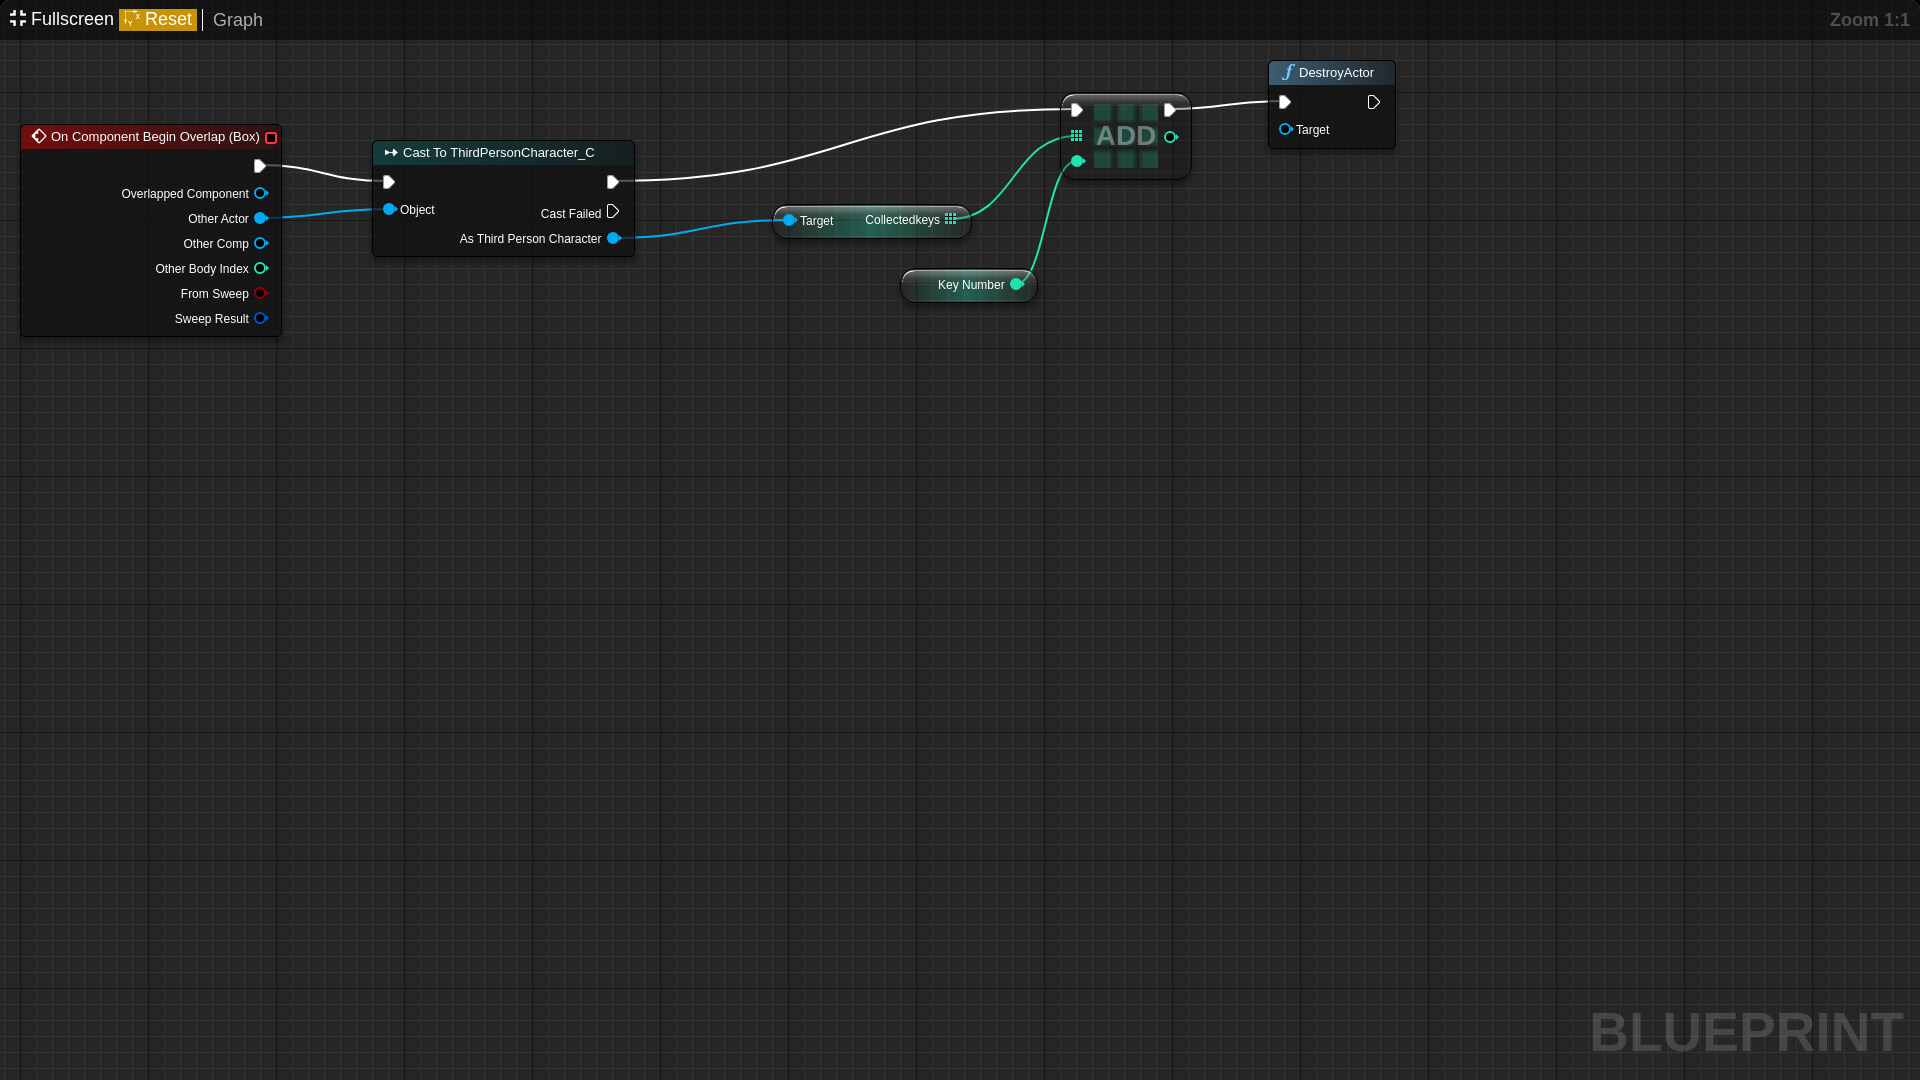 Fullscreen Reset Graph
Zoom 1:1
On Component Begin Overlap (Box)
Overlapped Component
Other Actor
Other Comp
Other Body Index
From Sweep
Sweep Result
Cast To ThirdPersonCharacter_C
Object
Cast Failed
As Third Person Character
Target Collectedkeys
Key Number
ADD
DestroyActor
Target
BLUEPRINT